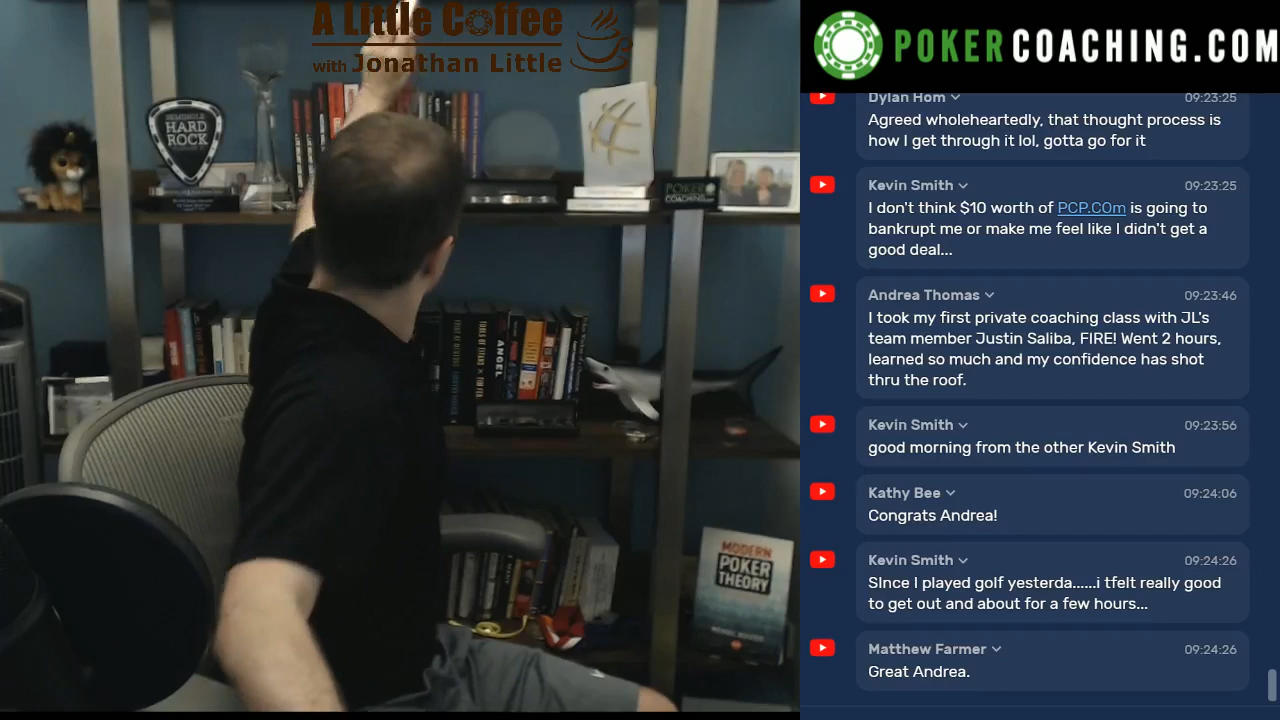 A Little Coffee
with Jonathan Little
SEMINOLE
HARD
ROCK
POKER
COACHING.COM
ANGEL
MODERN
POKER
THEORY
POKERCOACHING.COM
Dylan Hom
09:23:25
Agreed wholeheartedly, that thought process is
how I get through it lol, gotta go for it
Kevin Smith
09:23:25
I don't think $10 worth of PCP.COm is going to
bankrupt me or make me feel like I didn't get a
good deal...
Andrea Thomas
09:23:46
I took my first private coaching class with JL's
team member Justin Saliba, FIRE! Went 2 hours,
learned so much and my confidence has shot
thru the roof.
Kevin Smith
09:23:56
good morning from the other Kevin Smith
Kathy Bee
09:24:06
Congrats Andrea!
Kevin Smith
09:24:26
SInce I played golf yesterda......i tfelt really good
to get out and about for a few hours...
Matthew Farmer
09:24:26
Great Andrea.